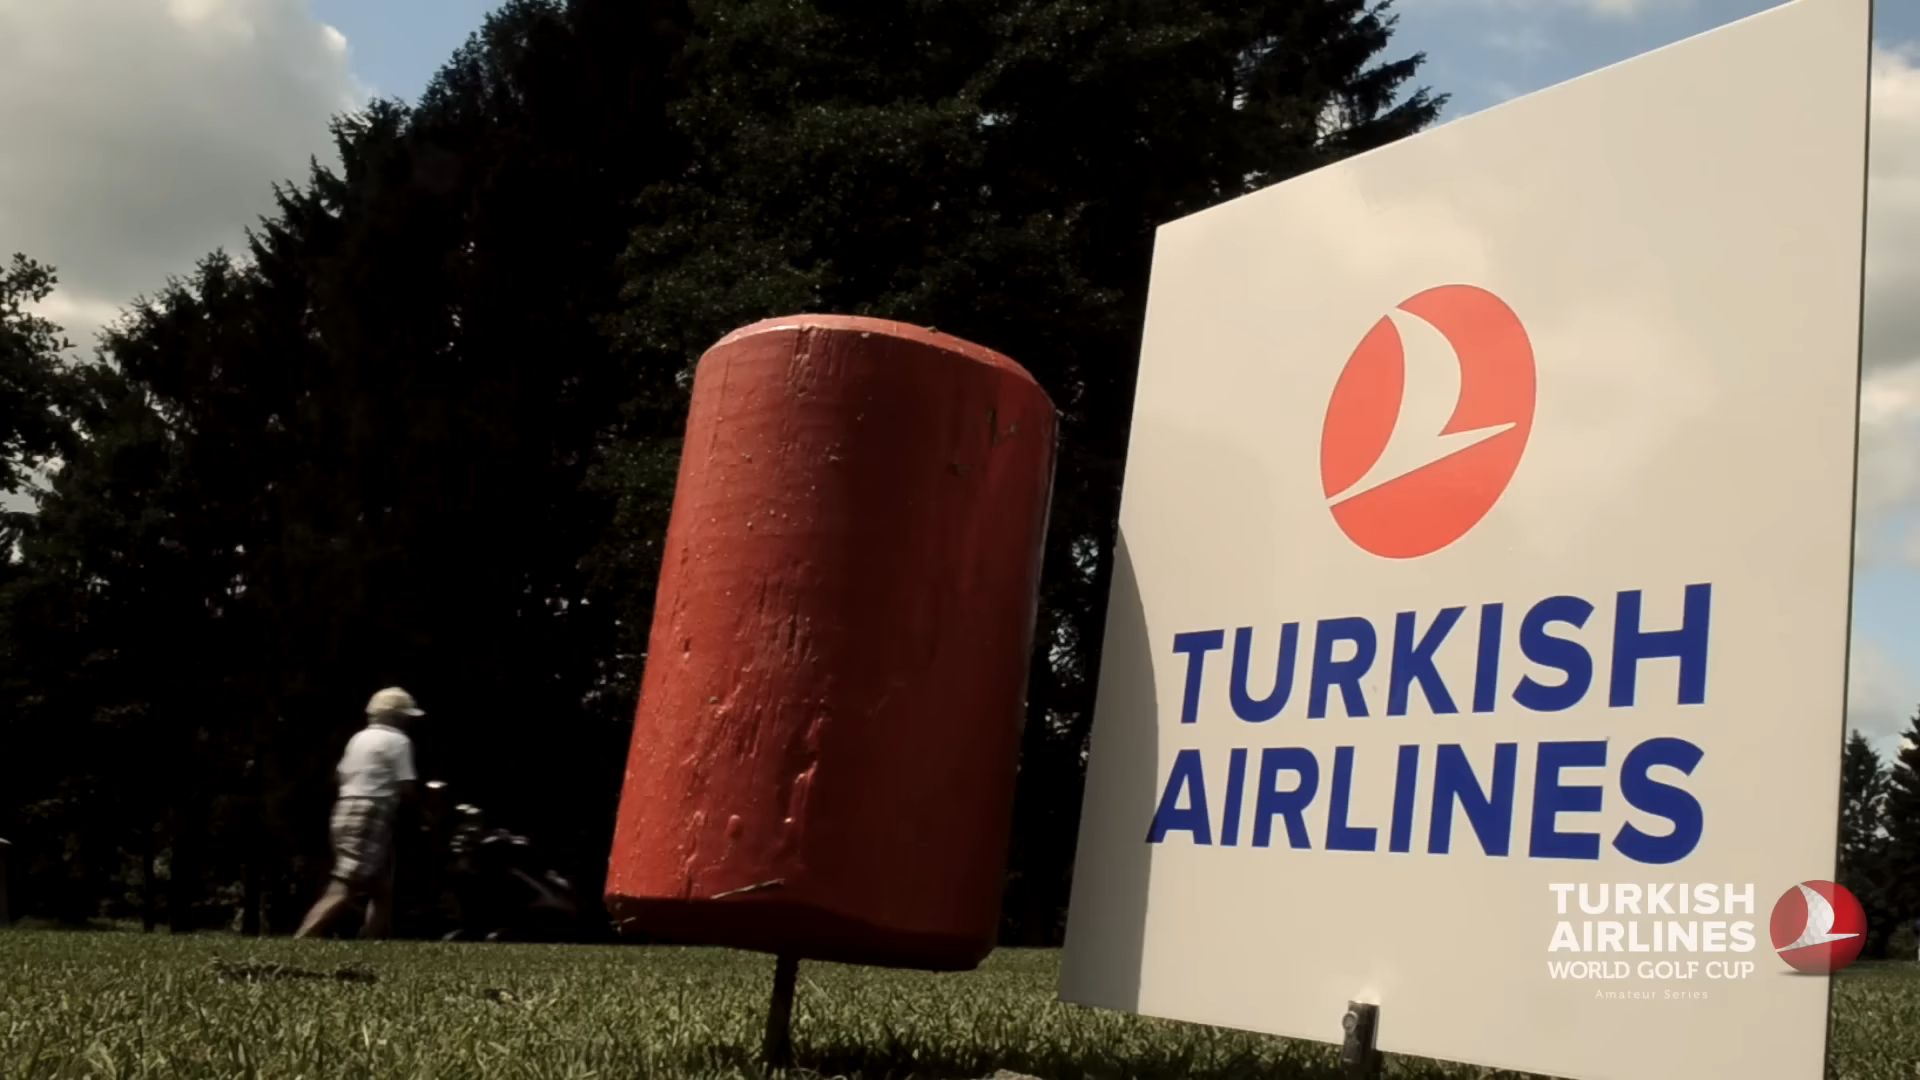 TURKISH
AIRLINES
TURKISH
AIRLINES
WORLD GOLF CUP
Amateur Series